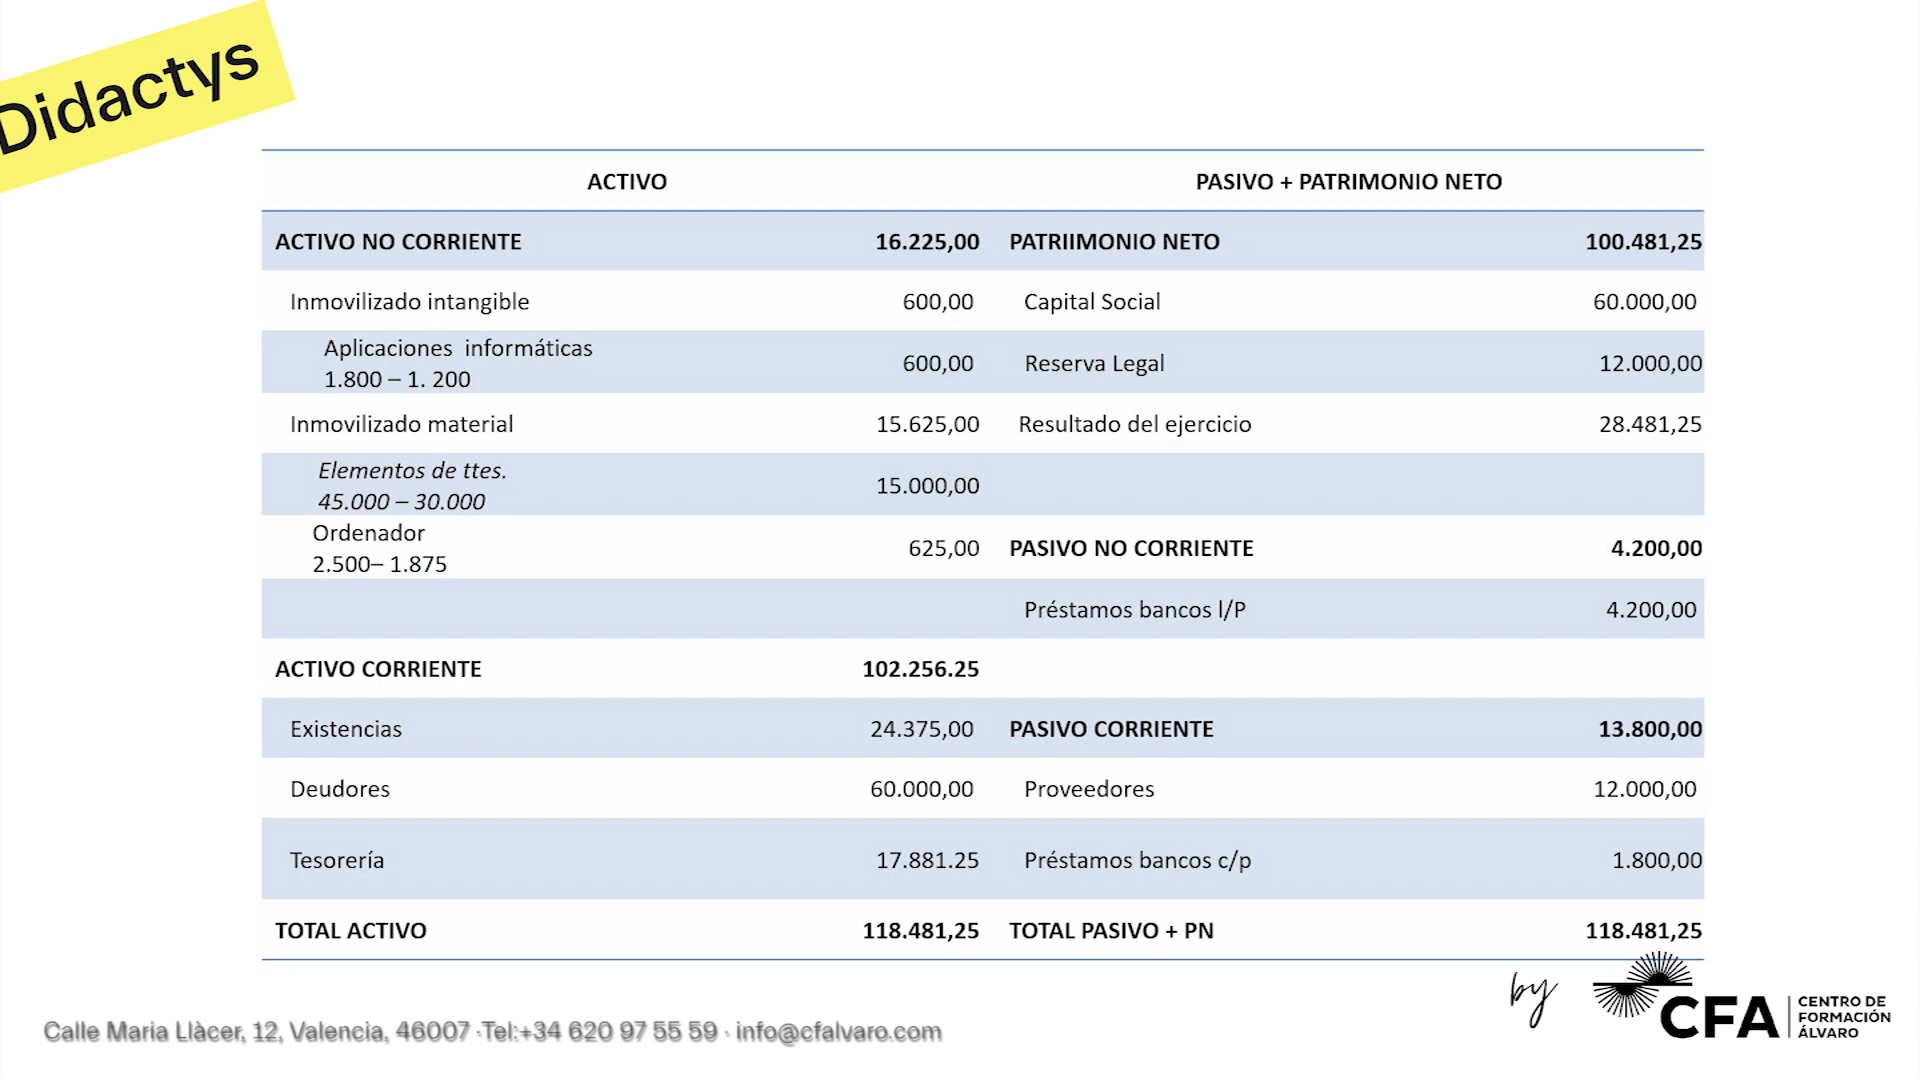 Didactys
ACTIVO PASIVO + PATRIMONIO NETO
ACTIVO NO CORRIENTE 16.225,00 PATRIIMONIO NETO 100.481,25
Inmovilizado intangible 600,00 Capital Social 60.000,00
Aplicaciones informáticas
1.800 – 1. 200 600,00 Reserva Legal 12.000,00
Inmovilizado material 15.625,00 Resultado del ejercicio 28.481,25
Elementos de ttes.
45.000 – 30.000 15.000,00
Ordenador
2.500– 1.875 625,00 PASIVO NO CORRIENTE 4.200,00
Préstamos bancos l/P 4.200,00
ACTIVO CORRIENTE 102.256.25
Existencias 24.375,00 PASIVO CORRIENTE 13.800,00
Deudores 60.000,00 Proveedores 12.000,00
Tesorería 17.881.25 Préstamos bancos c/p 1.800,00
TOTAL ACTIVO 118.481,25 TOTAL PASIVO + PN 118.481,25
by CFA CENTRO DE
FORMACIÓN
ÁLVARO
Calle Maria Llàcer, 12, Valencia, 46007 ·Tel:+34 620 97 55 59 · info@cfalvaro.com